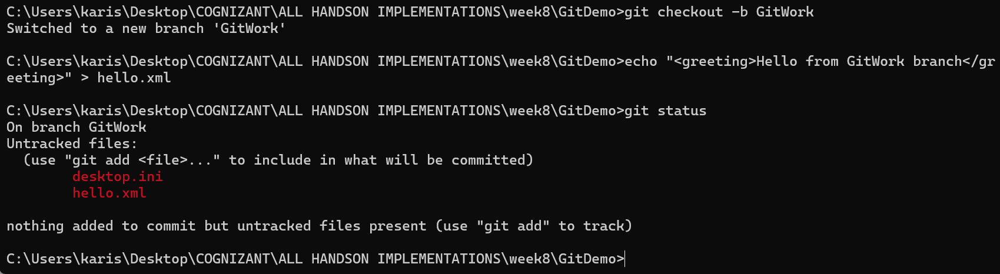 C:\Users\karis\Desktop\COGNIZANT\ALL HANDSON IMPLEMENTATIONS\week8\GitDemo>git checkout -b GitWork
Switched to a new branch 'GitWork'
C:\Users\karis\Desktop\COGNIZANT\ALL HANDSON IMPLEMENTATIONS\week8\GitDemo>echo "<greeting>Hello from GitWork branch</gr
eeting>" > hello.xml
C:\Users\karis\Desktop\COGNIZANT\ALL HANDSON IMPLEMENTATIONS\week8\GitDemo>git status
On branch GitWork
Untracked files:
  (use "git add <file>..." to include in what will be committed)
        desktop.ini
        hello.xml
nothing added to commit but untracked files present (use "git add" to track)
C:\Users\karis\Desktop\COGNIZANT\ALL HANDSON IMPLEMENTATIONS\week8\GitDemo>